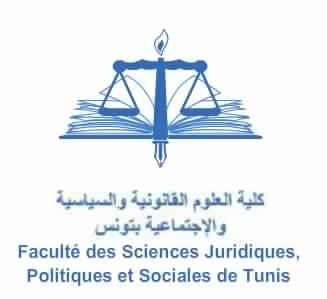 كلية العلوم القانونية والسياسية
والإجتماعية بتونس
Faculté des Sciences Juridiques,
Politiques et Sociales de Tunis